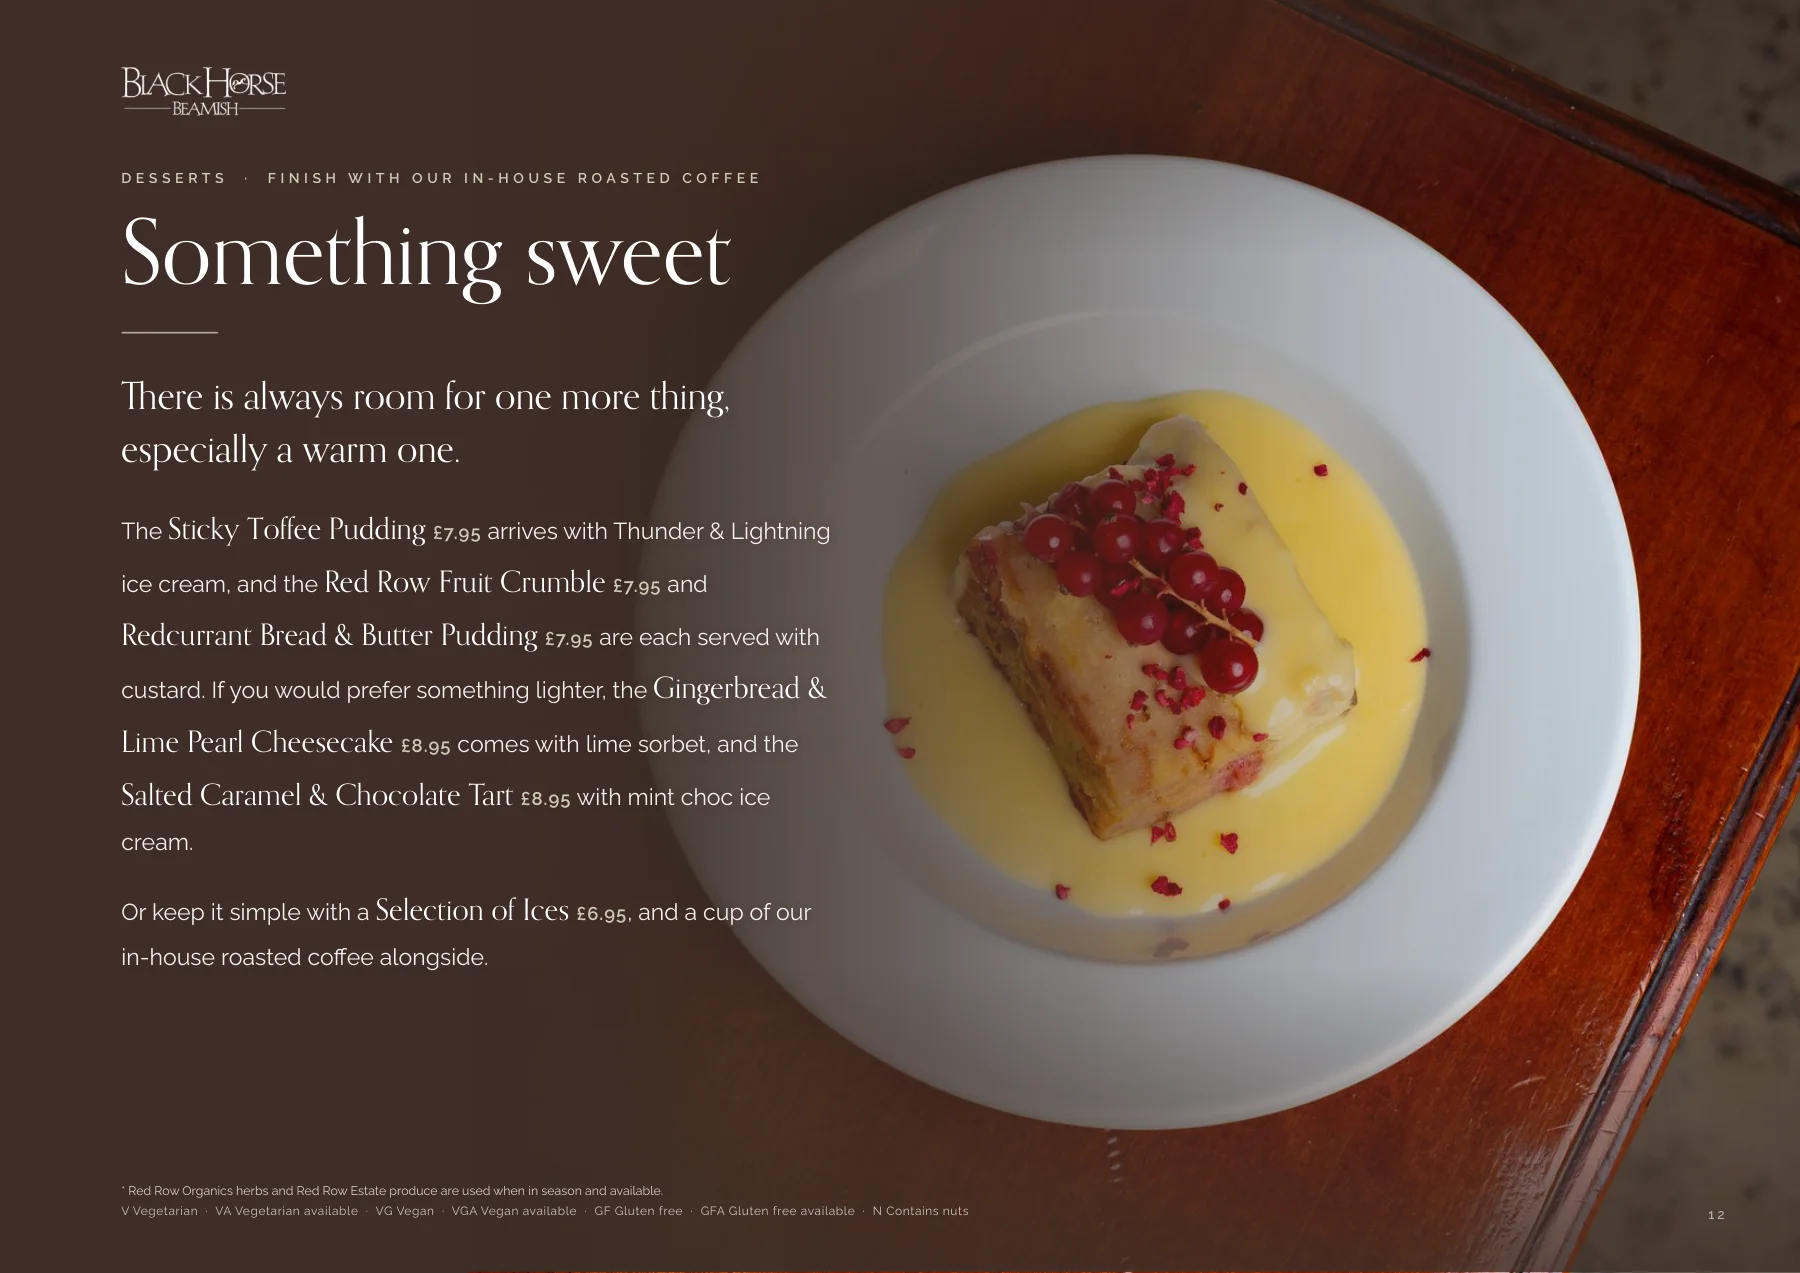 BLACK HORSE
BEAMISH
DESSERTS · FINISH WITH OUR IN-HOUSE ROASTED COFFEE
Something sweet
There is always room for one more thing,
especially a warm one.
The Sticky Toffee Pudding £7.95 arrives with Thunder & Lightning
ice cream, and the Red Row Fruit Crumble £7.95 and
Redcurrant Bread & Butter Pudding £7.95 are each served with
custard. If you would prefer something lighter, the Gingerbread &
Lime Pearl Cheesecake £8.95 comes with lime sorbet, and the
Salted Caramel & Chocolate Tart £8.95 with mint choc ice
cream.
Or keep it simple with a Selection of Ices £6.95, and a cup of our
in-house roasted coffee alongside.
* Red Row Organics herbs and Red Row Estate produce are used when in season and available.
V Vegetarian · VA Vegetarian available · VG Vegan · VGA Vegan available · GF Gluten free · GFA Gluten free available · N Contains nuts
12